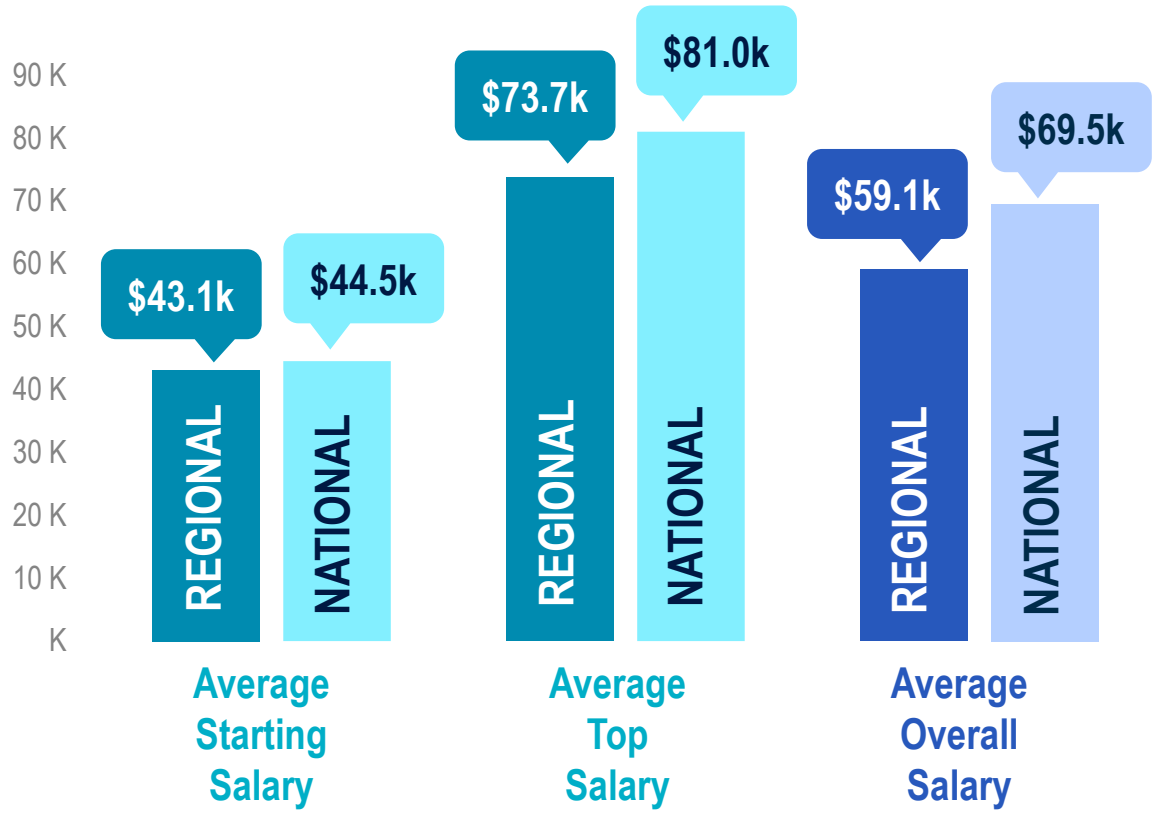 90 K
80 K
70 K
60 K
50 K
40 K
30 K
20 K
10 K
K
$43.1k
$44.5k
$73.7k
$81.0k
$59.1k
$69.5k
REGIONAL
NATIONAL
REGIONAL
NATIONAL
REGIONAL
NATIONAL
Average
Starting
Salary
Average
Top
Salary
Average
Overall
Salary